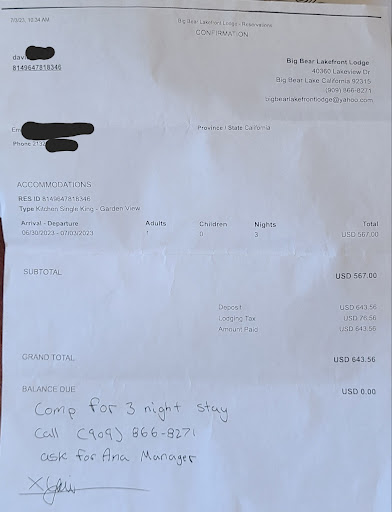 7/3/23, 10:34 AM Big Bear Lakefront Lodge - Reservations
CONFIRMATION
davi
8149647818346
Big Bear Lakefront Lodge
40360 Lakeview Dr
Big Bear Lake California 92315
(909) 866-8271
bigbearlakefrontlodge@yahoo.com
Em
Province / State California
Phone 2132
ACCOMMODATIONS
RES ID 8149647818346
Type Kitchen Single King - Garden View
Arrival - Departure Adults Children Nights Total
06/30/2023 - 07/03/2023 1 0 3 USD 567.00
SUBTOTAL USD 567.00
Deposit USD 643.56
Lodging Tax USD 76.56
Amount Paid USD 643.56
GRAND TOTAL USD 643.56
BALANCE DUE USD 0.00
Comp for 3 night stay
Call (909) 866-8271
ask for Ana Manager
X